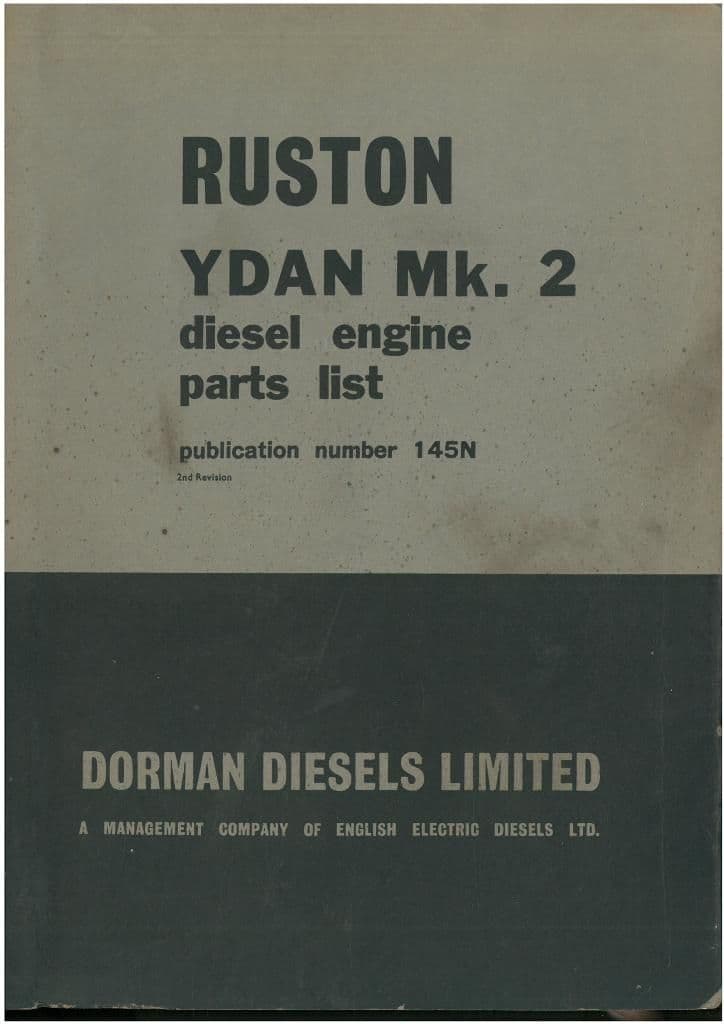 RUSTON
YDAN Mk. 2
diesel engine
parts list
publication number 145N
2nd Revision
DORMAN DIESELS LIMITED
A MANAGEMENT COMPANY OF ENGLISH ELECTRIC DIESELS LTD.